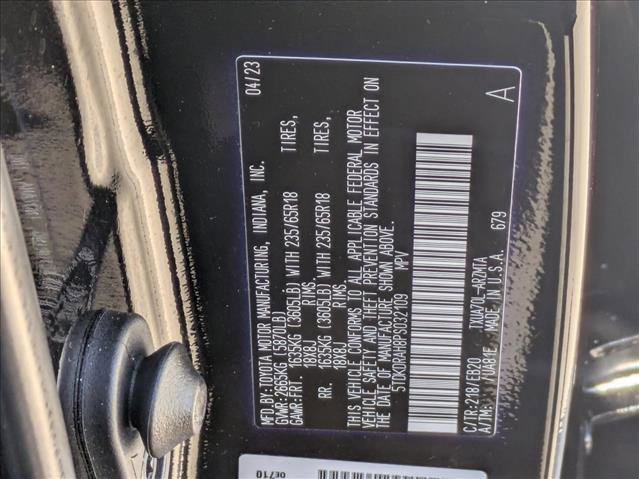 MFD.BY:TOYOTA MOTOR MANUFACTURING, INDIANA, INC. 04/23
GVWR:2665KG (5870LB)
GAWR:FRT. 1635KG (3605LB) WITH 235/65R18 TIRES,
18X8J RIMS
RR. 1635KG (3605LB) WITH 235/65R18 TIRES,
18X8J RIMS
THIS VEHICLE CONFORMS TO ALL APPLICABLE FEDERAL MOTOR
VEHICLE SAFETY AND THEFT PREVENTION STANDARDS IN EFFECT ON
THE DATE OF MANUFACTURE SHOWN ABOVE.
5TDKDRAH8PS032109 MPV
C/TR:218/FB20 TXUA70L-ARZMTA
A/TM: /UA81E MADE IN U.S.A. 679
A
0E710